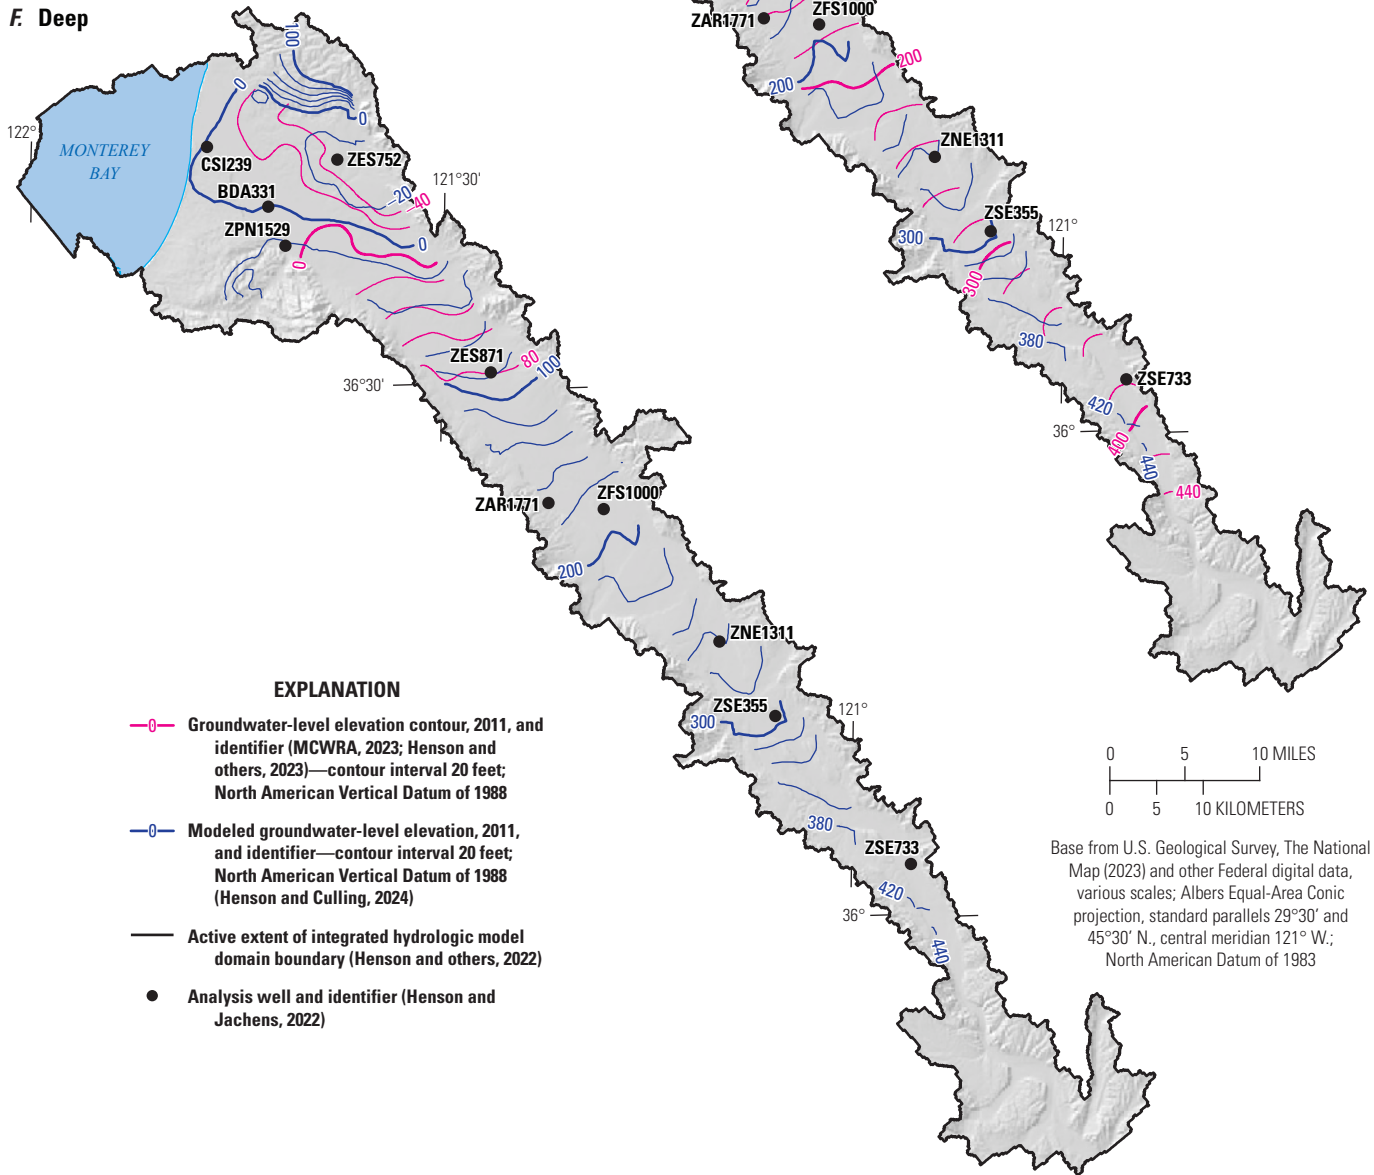 F. Deep
100
0
0
122°
MONTEREY
BAY
CSI239
ZES752
BDA331
–20
–40
121°30'
ZPN1529
0
0
ZES871
80
100
36°30'
ZAR1771
ZFS1000
200
ZNE1311
ZSE355
300
121°
380
ZSE733
420
36°
440
ZAR1771
ZFS1000
200
200
ZNE1311
ZSE355
300
121°
300
380
ZSE733
420
36°
400
440
440
EXPLANATION
0 Groundwater-level elevation contour, 2011, and
identifier (MCWRA, 2023; Henson and
others, 2023)—contour interval 20 feet;
North American Vertical Datum of 1988
0 Modeled groundwater-level elevation, 2011,
and identifier—contour interval 20 feet;
North American Vertical Datum of 1988
(Henson and Culling, 2024)
Active extent of integrated hydrologic model
domain boundary (Henson and others, 2022)
Analysis well and identifier (Henson and
Jachens, 2022)
0 5 10 MILES
0 5 10 KILOMETERS
Base from U.S. Geological Survey, The National
Map (2023) and other Federal digital data,
various scales; Albers Equal-Area Conic
projection, standard parallels 29°30' and
45°30' N., central meridian 121° W.;
North American Datum of 1983